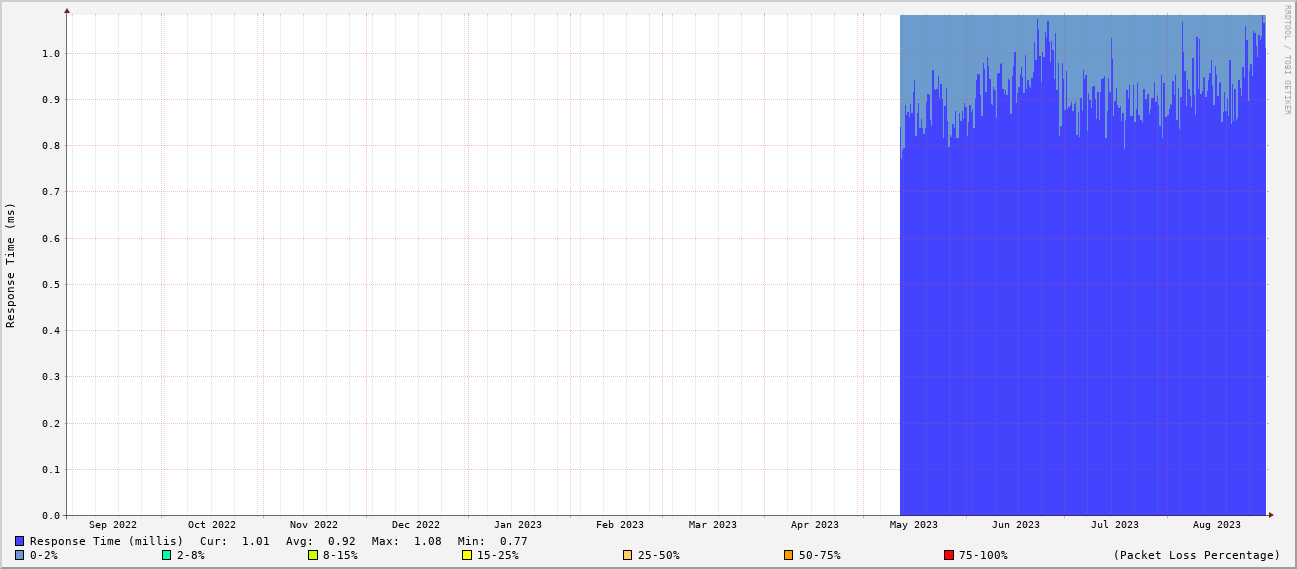 RRDTOOL / TOBI OETIKER
Response Time (ms)
1.0
0.9
0.8
0.7
0.6
0.5
0.4
0.3
0.2
0.1
0.0
Sep 2022 Oct 2022 Nov 2022 Dec 2022 Jan 2023 Feb 2023 Mar 2023 Apr 2023 May 2023 Jun 2023 Jul 2023 Aug 2023
Response Time (millis) Cur: 1.01 Avg: 0.92 Max: 1.08 Min: 0.77
0-2% 2-8% 8-15% 15-25% 25-50% 50-75% 75-100% (Packet Loss Percentage)